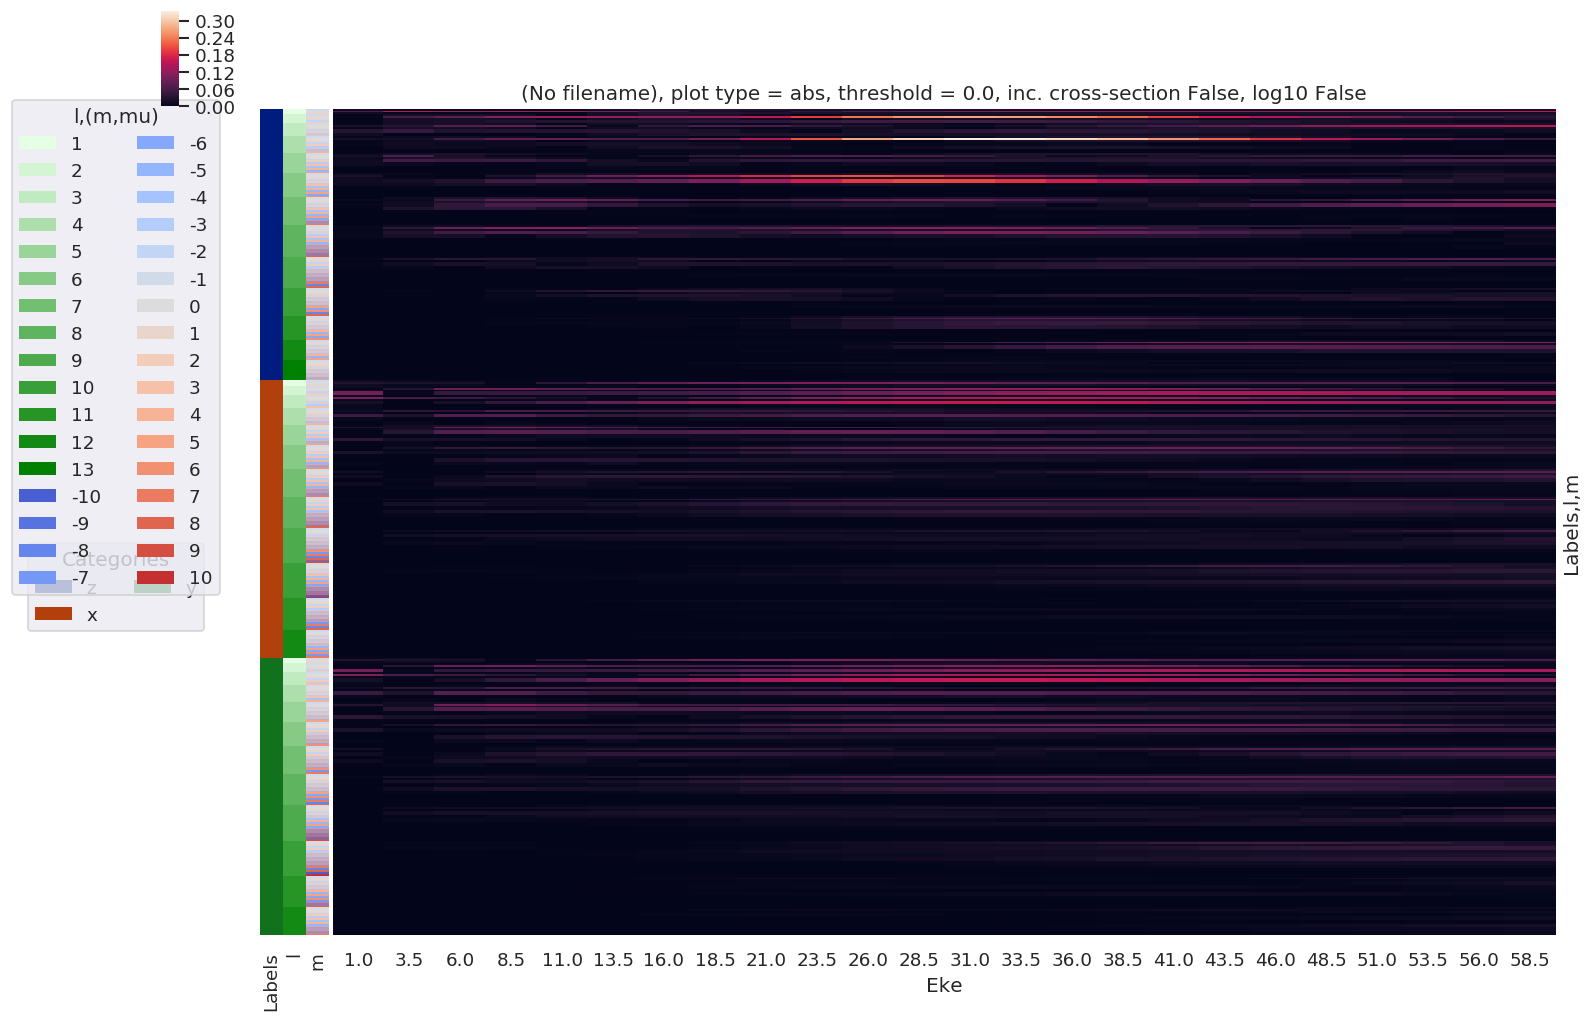 0.30
0.24
0.18
0.12
0.06
0.00
(No filename), plot type = abs, threshold = 0.0, inc. cross-section False, log10 False
l,(m,mu)
1 -6
2 -5
3 -4
4 -3
5 -2
6 -1
7 0
8 1
9 2
10 3
11 4
12 5
13 6
-10 7
-9 8
-8 9
-7 10
Categories
z y
x
Labels,l,m
Labels l m
1.0 3.5 6.0 8.5 11.0 13.5 16.0 18.5 21.0 23.5 26.0 28.5 31.0 33.5 36.0 38.5 41.0 43.5 46.0 48.5 51.0 53.5 56.0 58.5
Eke